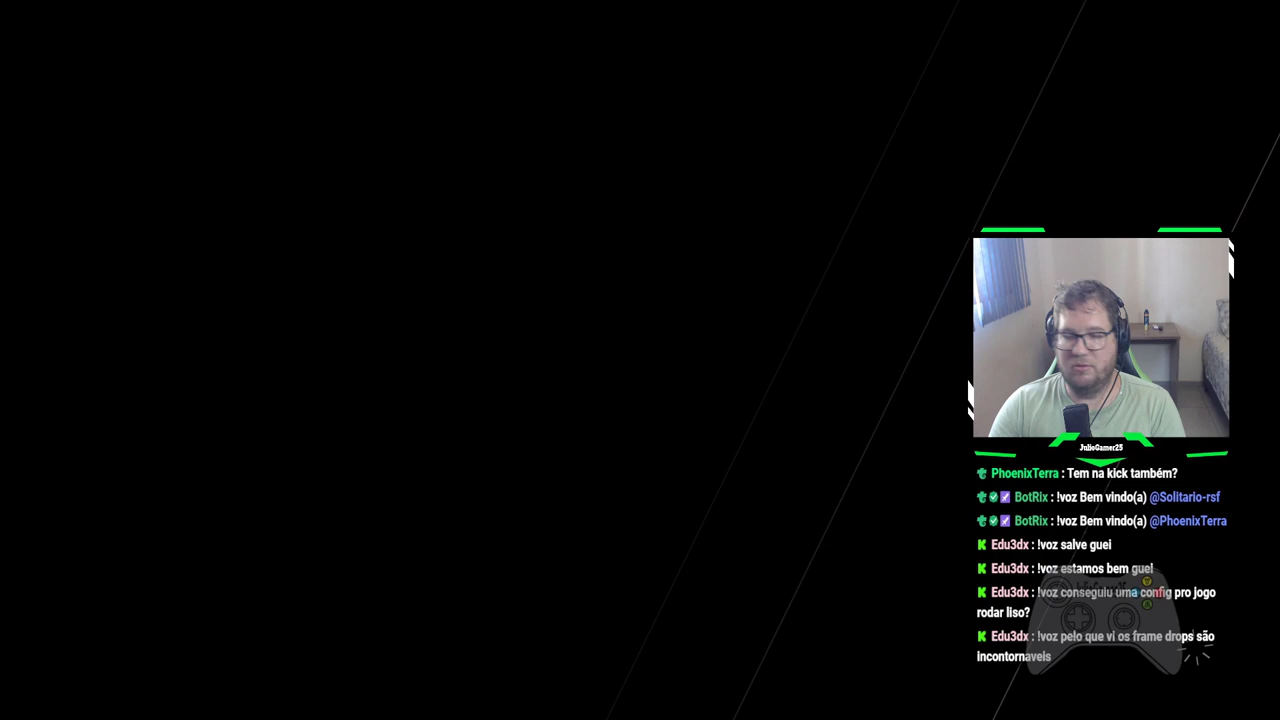 JulioGamer25
PhoenixTerra : Tem na kick também?
BotRix : !voz Bem vindo(a) @Solitario-rsf
BotRix : !voz Bem vindo(a) @PhoenixTerra
Edu3dx : !voz salve guei
Edu3dx : !voz estamos bem guei
Edu3dx : !voz conseguiu uma config pro jogo
rodar liso?
Edu3dx : !voz pelo que vi os frame drops são
incontornaveis